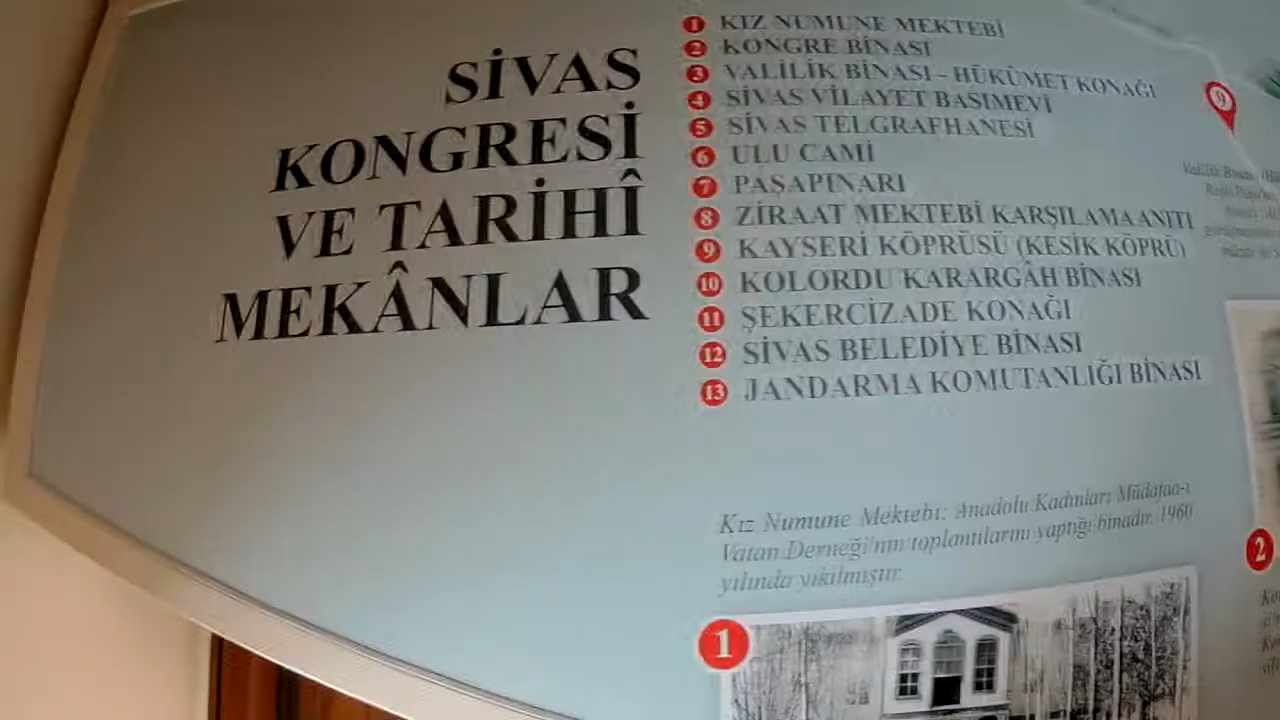 SİVAS
KONGRESİ
VE TARİHÎ
MEKÂNLAR
1 KIZ NUMUNE MEKTEBİ
2 KONGRE BİNASI
3 VALİLİK BİNASI - HÜKÜMET KONAĞI
4 SİVAS VİLAYET BASIMEVİ
5 SİVAS TELGRAFHANESİ
6 ULU CAMİ
7 PAŞAPINARI
8 ZİRAAT MEKTEBİ KARŞILAMA ANITI
9 KAYSERİ KÖPRÜSÜ (KESİK KÖPRÜ)
10 KOLORDU KARARGÂH BİNASI
11 ŞEKERCİZADE KONAĞI
12 SİVAS BELEDİYE BİNASI
13 JANDARMA KOMUTANLIĞI BİNASI
9
Kız Numune Mektebi: Anadolu Kadınları Müdafaa-i
Vatan Derneği'nin toplantılarını yaptığı binadır. 1960
yılında yıkılmıştır.
1
2